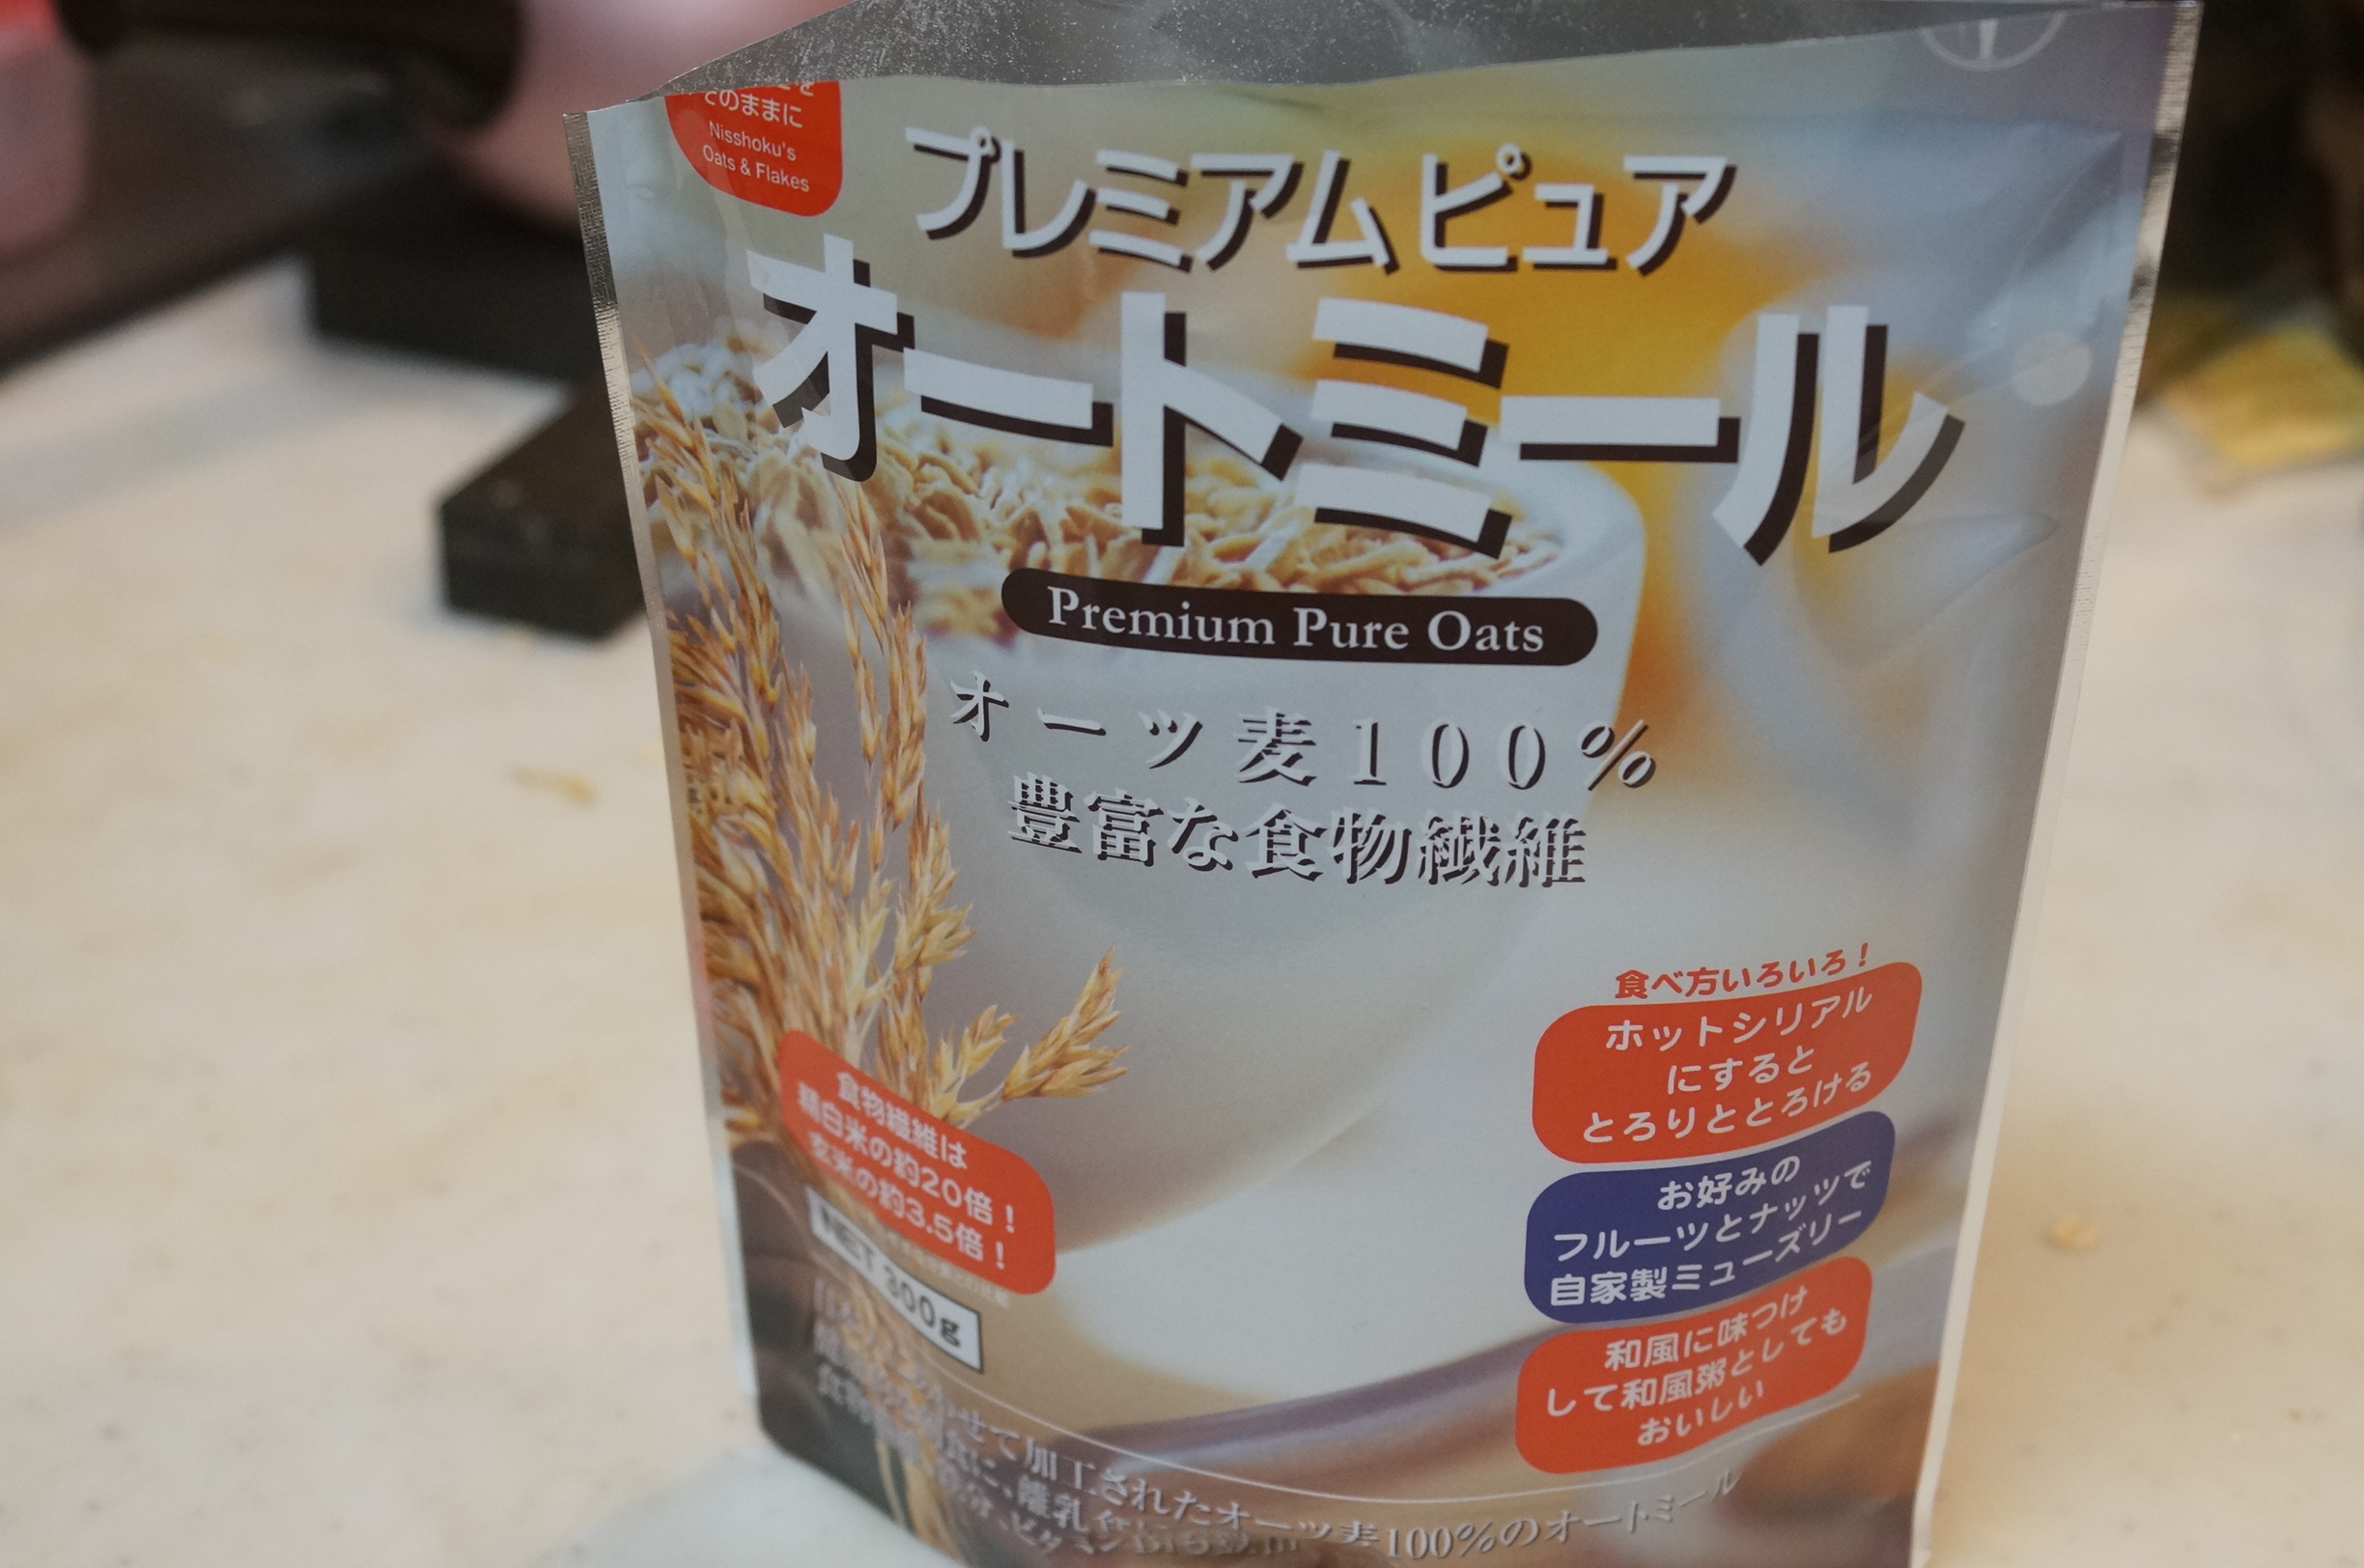 そのままに
Nisshoku's
Oats & Flakes
プレミアムピュア
オートミール
Premium Pure Oats
オーツ麦100%
豊富な食物繊維
食べ方いろいろ！
ホットシリアル
にすると
とろりととろける
お好みの
フルーツとナッツで
自家製ミューズリー
和風に味つけ
して和風粥としても
おいしい
食物繊維は
精白米の約20倍！
玄米の約3.5倍！
NET 300g
わせて加工されたオーツ麦100%のオートミール
食に、離乳食